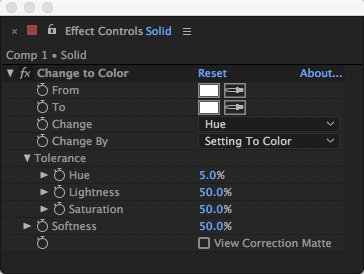 Effect Controls Solid
Comp 1 • Solid
fx Change to Color Reset About...
From
To
Change Hue
Change By Setting To Color
Tolerance
Hue 5.0%
Lightness 50.0%
Saturation 50.0%
Softness 50.0%
View Correction Matte